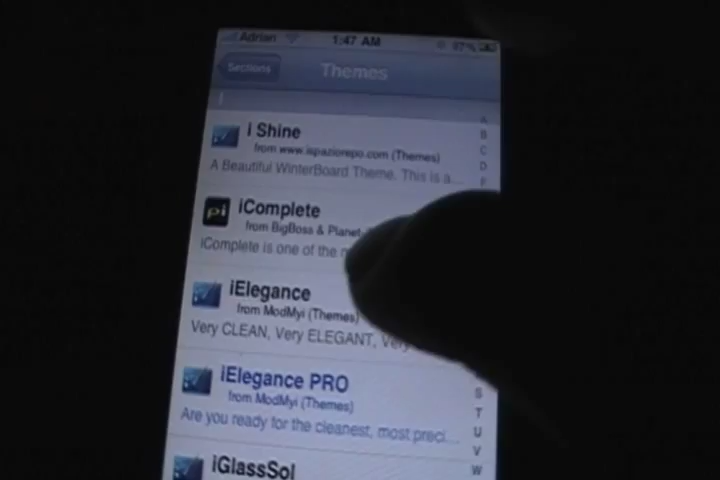 Adrian 1:47 AM 87%
Sections Themes
I
i Shine
from www.ispaziorepo.com (Themes)
A Beautiful WinterBoard Theme. This is a...
pi iComplete
from BigBoss & Planet-
iComplete is one of the
iElegance
from ModMyi (Themes)
Very CLEAN, Very ELEGANT, Very
iElegance PRO
from ModMyi (Themes)
Are you ready for the cleanest, most preci...
iGlassSol
A
B
C
D
S
T
U
V
W